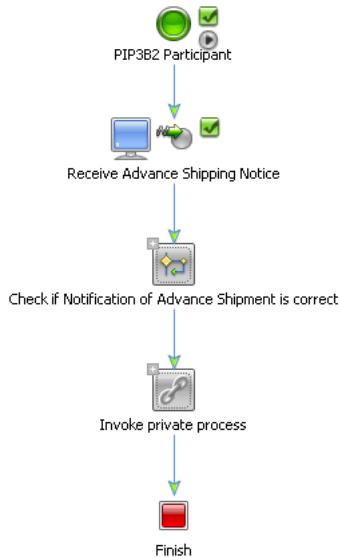 PIP3B2 Participant
Receive Advance Shipping Notice
Check if Notification of Advance Shipment is correct
Invoke private process
Finish